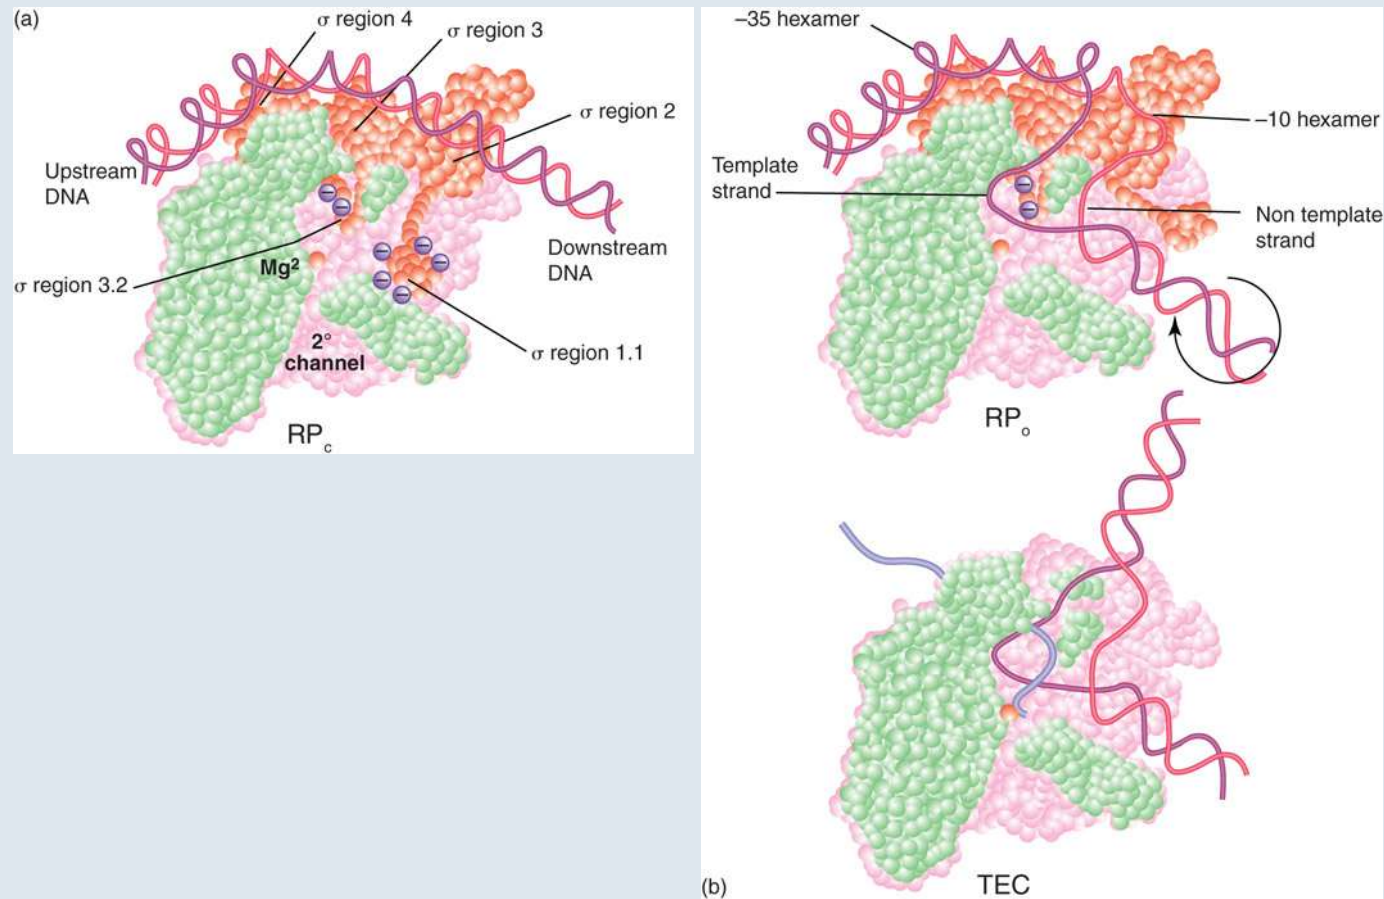 (a)
σ region 4
σ region 3
σ region 2
Upstream
DNA
Downstream
DNA
Mg²
σ region 3.2
2°
channel
σ region 1.1
RPc
–35 hexamer
–10 hexamer
Template
strand
Non template
strand
RPo
(b)
TEC
− − − − − − −
− −